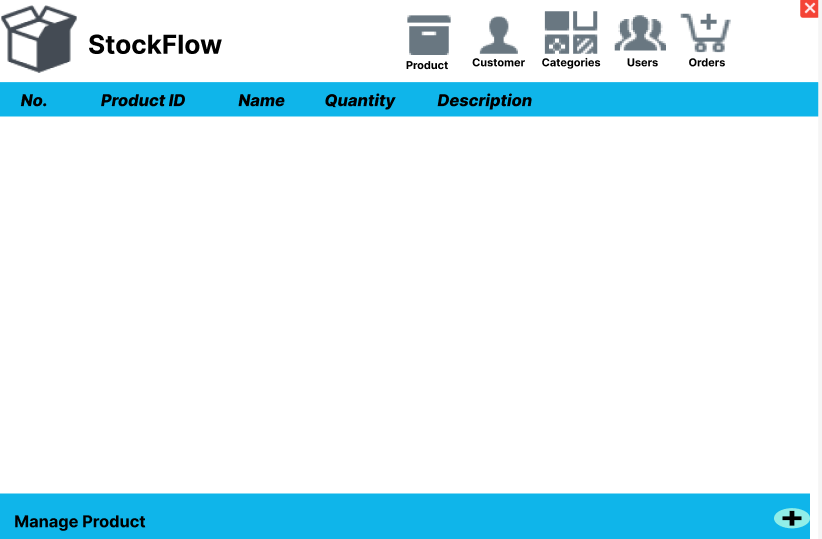 StockFlow
Product Customer Categories Users Orders
No. Product ID Name Quantity Description
Manage Product